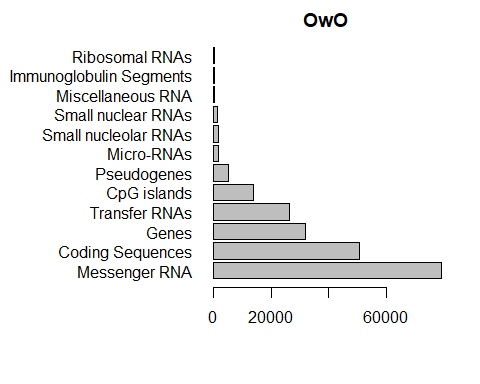 OwO
Ribosomal RNAs
Immunoglobulin Segments
Miscellaneous RNA
Small nuclear RNAs
Small nucleolar RNAs
Micro-RNAs
Pseudogenes
CpG islands
Transfer RNAs
Genes
Coding Sequences
Messenger RNA
0 20000 60000